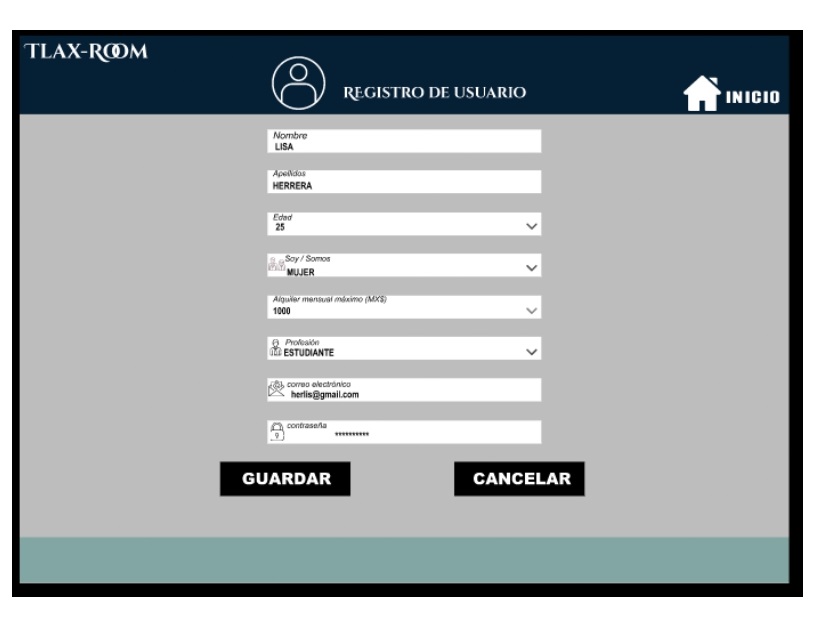 TLAX-ROOM
REGISTRO DE USUARIO
INICIO
Nombre
LISA
Apellidos
HERRERA
Edad
25
Soy / Somos
MUJER
Alquiler mensual máximo (MX$)
1000
Profesión
ESTUDIANTE
correo electrónico
herlis@gmail.com
contraseña
**********
GUARDAR
CANCELAR